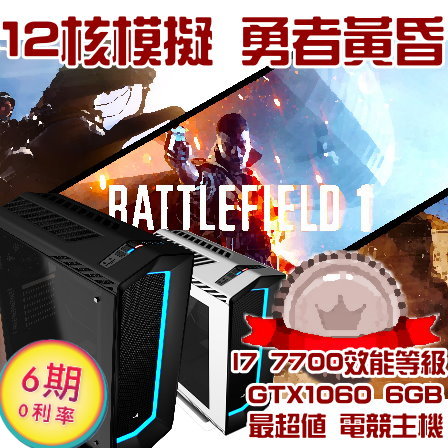 12核模擬 勇者黃昏
BATTLEFIELD 1
I7 7700效能等級
GTX1060 6GB
最超值 電競主機
6期
0利率